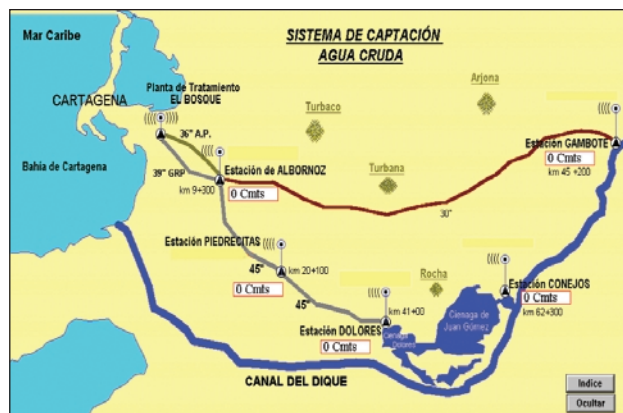 Mar Caribe
SISTEMA DE CAPTACIÓN
AGUA CRUDA
Planta de Tratamiento
EL BOSQUE
Arjona
CARTAGENA
Turbaco
36" A.P.
Estación GAMBOTE
0 Cmts
km 45 +200
Bahía de Cartagena
39" GRP
Estación de ALBORNOZ
km 9+300
0 Cmts
Turbana
30"
Estación PIEDRECITAS
45"
km 20+100
0 Cmts
45"
Rocha
Estación CONEJOS
0 Cmts
km 62+300
km 41+00
Estación DOLORES
0 Cmts
Cienaga
Dolores
Cienaga de
Juan Gómez
CANAL DEL DIQUE
Indice
Ocultar